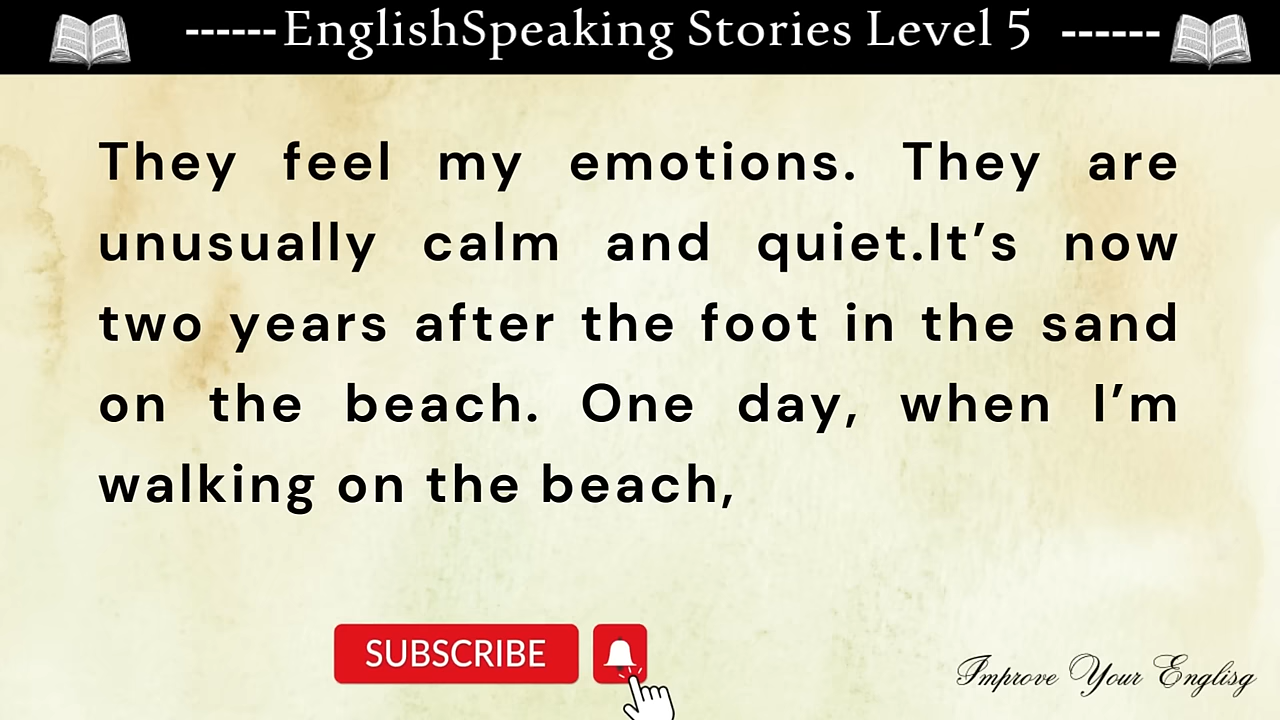 ------EnglishSpeaking Stories Level 5 ------
They feel my emotions. They are
unusually calm and quiet.It’s now
two years after the foot in the sand
on the beach. One day, when I’m
walking on the beach,
SUBSCRIBE
Improve Your Englisg